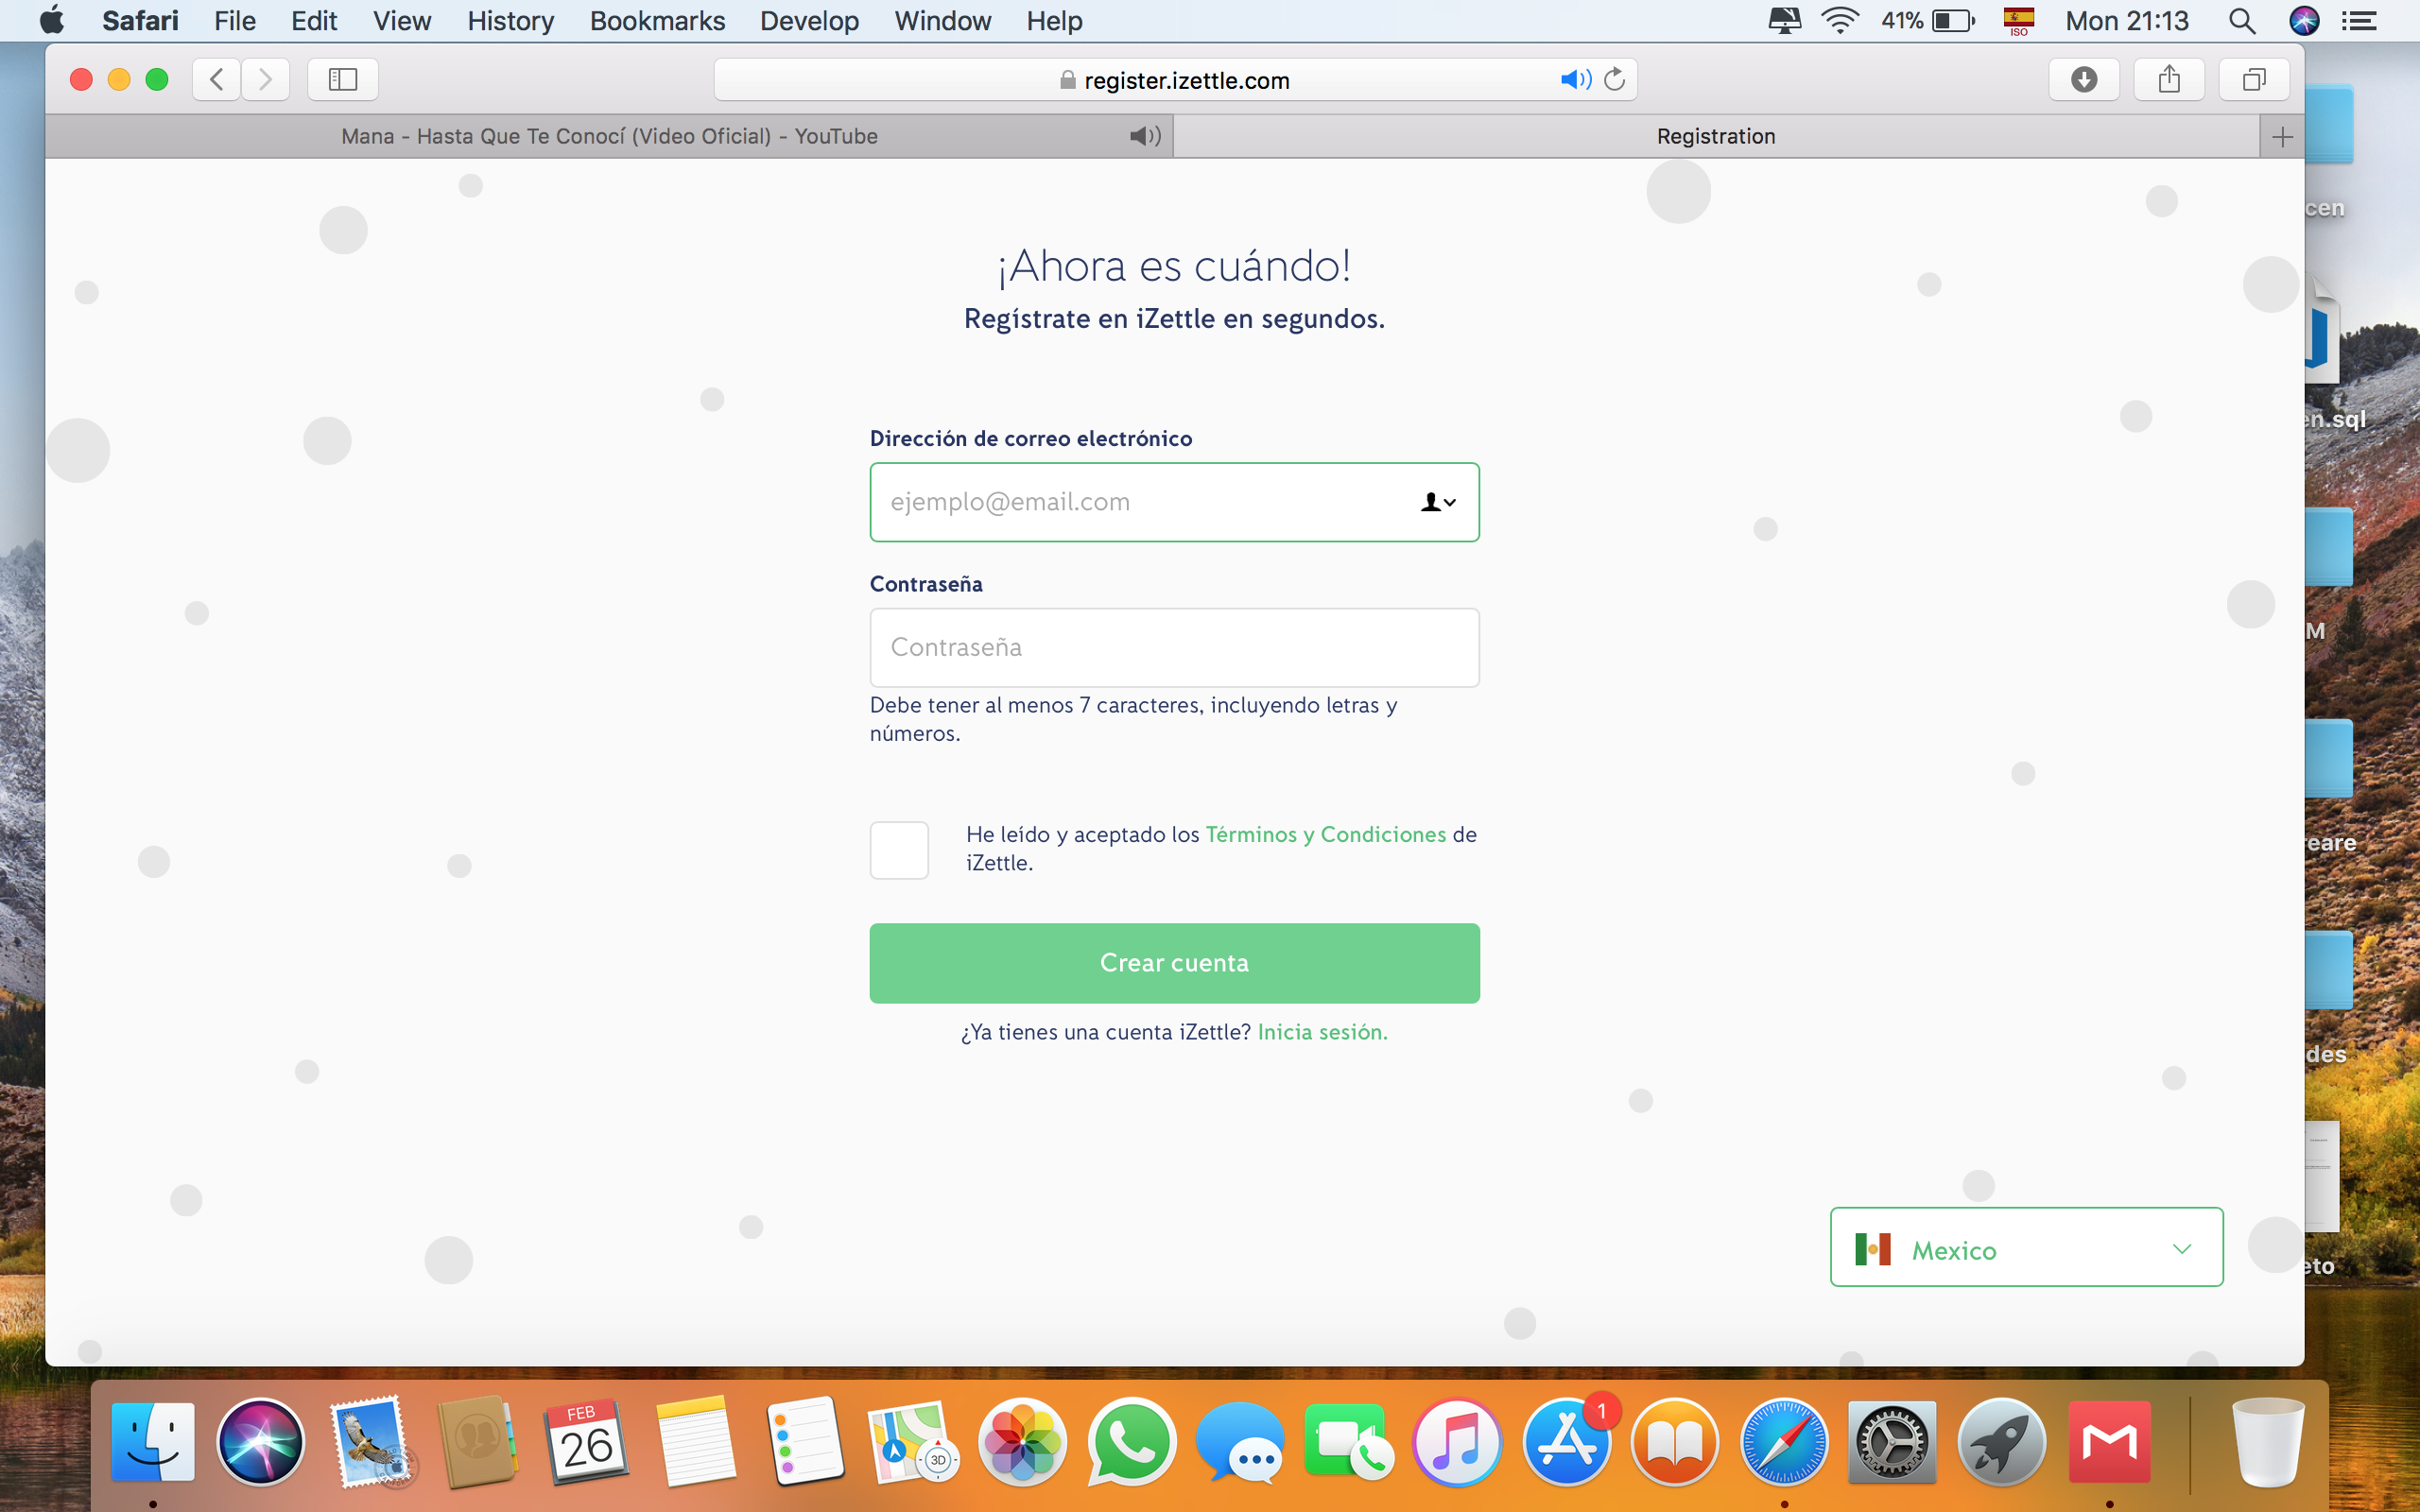 Safari File Edit View History Bookmarks Develop Window Help 41% ISO Mon 21:13
register.izettle.com
Mana - Hasta Que Te Conocí (Video Oficial) - YouTube
Registration
¡Ahora es cuándo!
Regístrate en iZettle en segundos.
Dirección de correo electrónico
ejemplo@email.com
Contraseña
Contraseña
Debe tener al menos 7 caracteres, incluyendo letras y
números.
He leído y aceptado los Términos y Condiciones de
iZettle.
Crear cuenta
¿Ya tienes una cuenta iZettle? Inicia sesión.
Mexico
cen
en.sql
M
reare
des
eto
FEB
26
3D
1